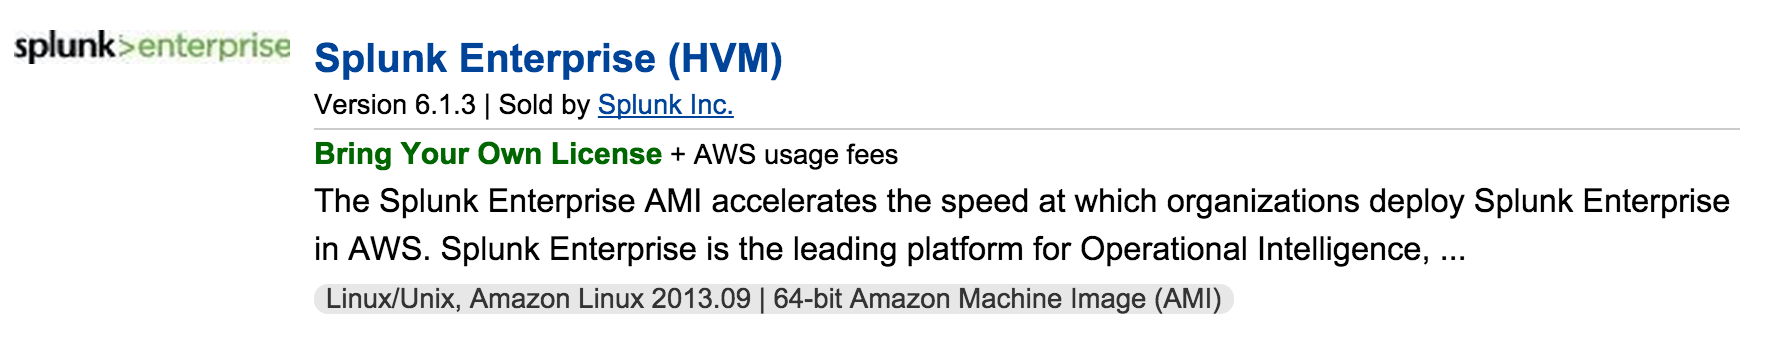 splunk>enterprise
Splunk Enterprise (HVM)
Version 6.1.3 | Sold by Splunk Inc.
Bring Your Own License + AWS usage fees
The Splunk Enterprise AMI accelerates the speed at which organizations deploy Splunk Enterprise
in AWS. Splunk Enterprise is the leading platform for Operational Intelligence, ...
Linux/Unix, Amazon Linux 2013.09 | 64-bit Amazon Machine Image (AMI)